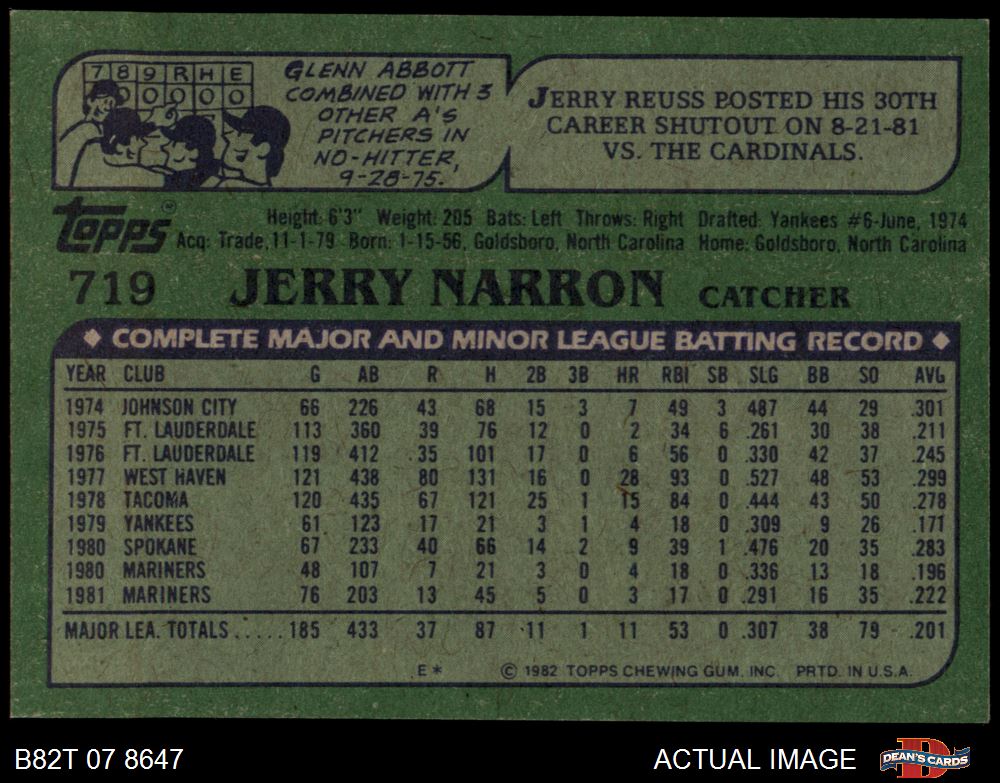 7 8 9 R H E
0 0 0 0 0
GLENN ABBOTT
COMBINED WITH 3
OTHER A'S
PITCHERS IN
NO-HITTER,
9-28-75.
JERRY REUSS POSTED HIS 30TH
CAREER SHUTOUT ON 8-21-81
VS. THE CARDINALS.
topps®
Height: 6'3" Weight: 205 Bats: Left Throws: Right Drafted: Yankees #6-June, 1974
Acq: Trade, 11-1-79 Born: 1-15-56, Goldsboro, North Carolina Home: Goldsboro, North Carolina
719 JERRY NARRON CATCHER
◆ COMPLETE MAJOR AND MINOR LEAGUE BATTING RECORD ◆
YEAR CLUB G AB R H 2B 3B HR RBI SB SLG BB SO AVG
1974 JOHNSON CITY 66 226 43 68 15 3 7 49 3 487 44 29 .301
1975 FT. LAUDERDALE 113 360 39 76 12 0 2 34 6 .261 30 38 .211
1976 FT. LAUDERDALE 119 412 35 101 17 0 6 56 0 .330 42 37 .245
1977 WEST HAVEN 121 438 80 131 16 0 28 93 0 .527 48 53 .299
1978 TACOMA 120 435 67 121 25 1 15 84 0 .444 43 50 .278
1979 YANKEES 61 123 17 21 3 1 4 18 0 .309 9 26 .171
1980 SPOKANE 67 233 40 66 14 2 9 39 1 .476 20 35 .283
1980 MARINERS 48 107 7 21 3 0 4 18 0 .336 13 18 .196
1981 MARINERS 76 203 13 45 5 0 3 17 0 .291 16 35 .222
MAJOR LEA. TOTALS ..... 185 433 37 87 11 1 11 53 0 .307 38 79 .201
E* © 1982 TOPPS CHEWING GUM, INC. PRTD. IN U.S.A.
B82T 07 8647 ACTUAL IMAGE DEAN'S CARDS